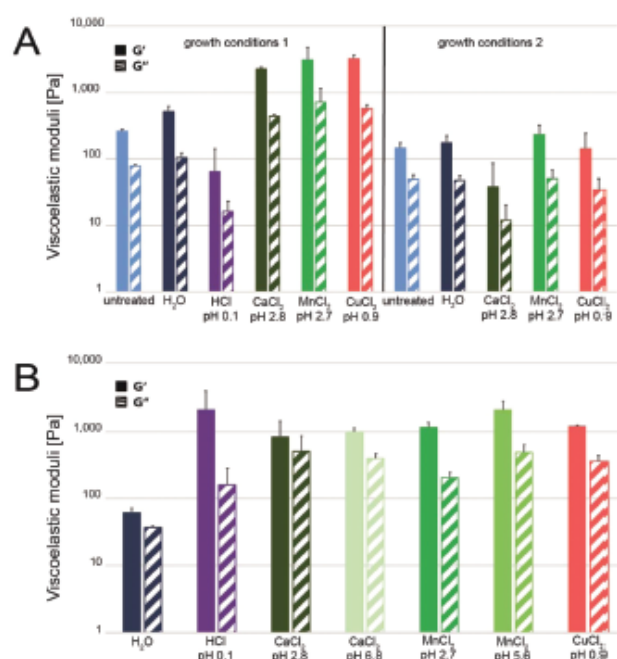 A
growth conditions 1
growth conditions 2
G'
G"
Viscoelastic moduli [Pa]
10,000
1,000
100
10
1
untreated
H₂O
HCl
pH 0.1
CaCl₂
pH 2.8
MnCl₂
pH 2.7
CuCl₂
pH 0.9
untreated
H₂O
CaCl₂
pH 2.8
MnCl₂
pH 2.7
CuCl₂
pH 0.9
B
G'
G"
Viscoelastic moduli [Pa]
10,000
1,000
100
10
1
H₂O
HCl
pH 0.1
CaCl₂
pH 2.8
CaCl₂
pH 6.8
MnCl₂
pH 2.7
MnCl₂
pH 5.6
CuCl₂
pH 0.9